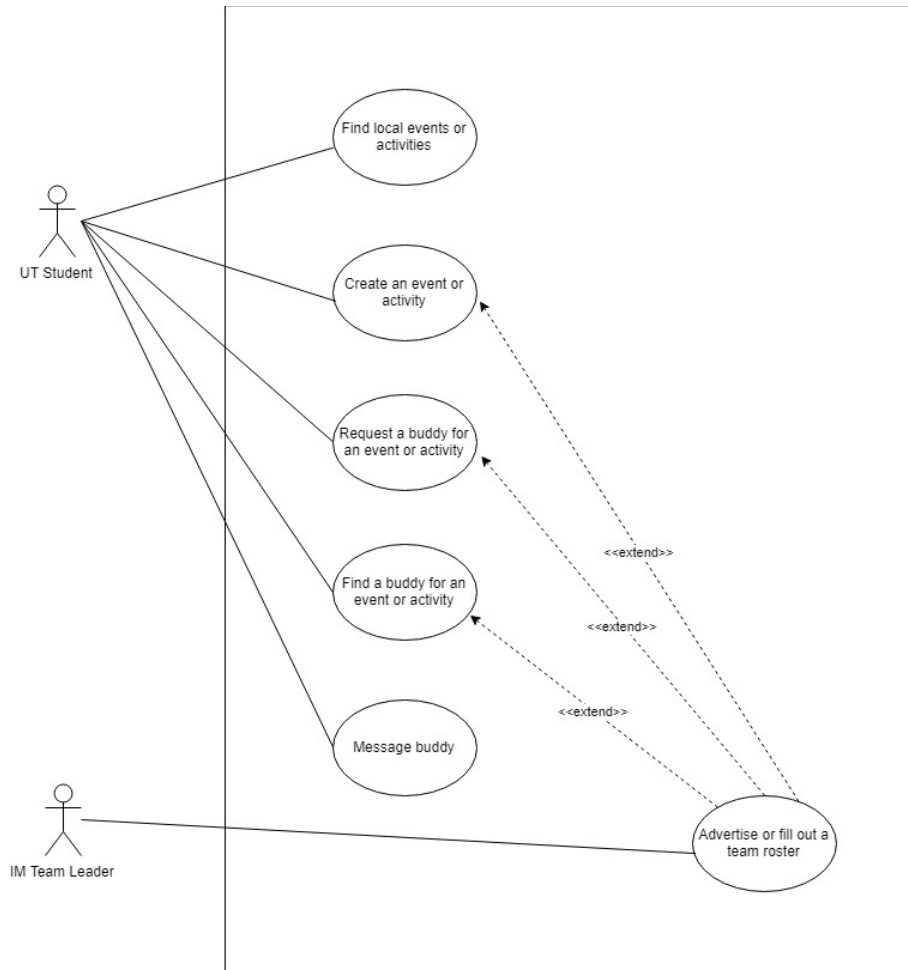 Find local events or
activities
UT Student
Create an event or
activity
Request a buddy for
an event or activity
<<extend>>
Find a buddy for an
event or activity
<<extend>>
<<extend>>
Message buddy
Advertise or fill out a
team roster
IM Team Leader